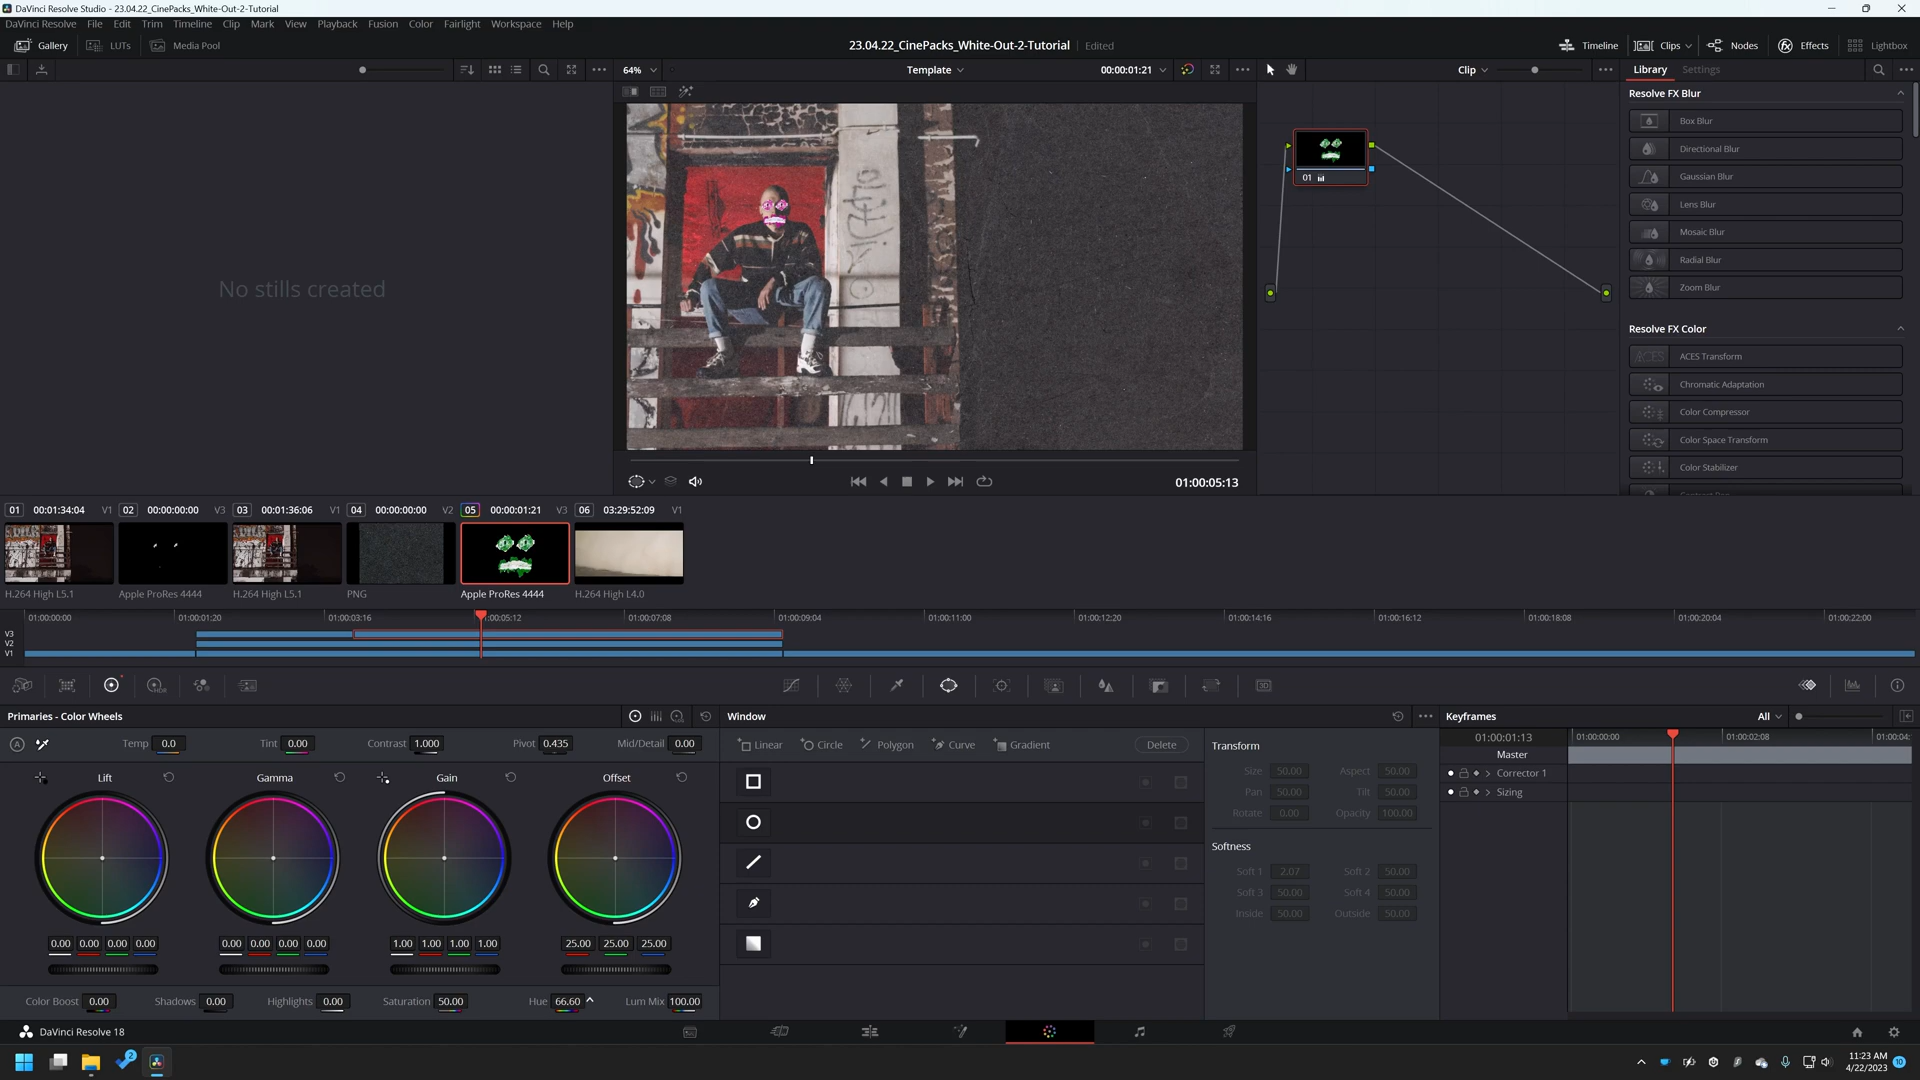 DaVinci Resolve Studio - 23.04.22_CinePacks_White-Out-2-Tutorial
DaVinci Resolve File Edit Trim Timeline Clip Mark View Playback Fusion Color Fairlight Workspace Help
Gallery LUTs Media Pool 23.04.22_CinePacks_White-Out-2-Tutorial Edited Timeline Clips Nodes Effects Lightbox
64% Template 00:00:01:21 Clip Library Settings
Resolve FX Blur
Box Blur
Directional Blur
Gaussian Blur
Lens Blur
Mosaic Blur
Radial Blur
Zoom Blur
Resolve FX Color
ACES Transform
Chromatic Adaptation
Color Compressor
Color Space Transform
Color Stabilizer
No stills created
01
01:00:05:13
01 00:01:34:04 V1 02 00:00:00:00 V3 03 00:01:36:06 V1 04 00:00:00:00 V2 05 00:00:01:21 V3 06 03:29:52:09 V1
H.264 High L5.1 Apple ProRes 4444 H.264 High L5.1 PNG Apple ProRes 4444 H.264 High L4.0
01:00:00:00 01:00:01:20 01:00:03:16 :00:05:12 01:00:07:08 01:00:09:04 01:00:11:00 01:00:12:20 01:00:14:16 01:00:16:12 01:00:18:08 01:00:20:04 01:00:22:00
V3
V2
V1
Primaries - Color Wheels Window Keyframes All
Temp 0.0 Tint 0.00 Contrast 1.000 Pivot 0.435 Mid/Detail 0.00
Linear Circle Polygon Curve Gradient Delete
Lift Gamma Gain Offset
0.00 0.00 0.00 0.00 0.00 0.00 0.00 0.00 1.00 1.00 1.00 1.00 25.00 25.00 25.00
Color Boost 0.00 Shadows 0.00 Highlights 0.00 Saturation 50.00 Hue 66.60 Lum Mix 100.00
Transform
Size 50.00 Aspect 50.00
Pan 50.00 Tilt 50.00
Rotate 0.00 Opacity 100.00
Softness
Soft 1 2.07 Soft 2 50.00
Soft 3 50.00 Soft 4 50.00
Inside 50.00 Outside 50.00
01:00:01:13 01:00:00:00 01:00:02:08 01:00:04:
Master
Corrector 1
Sizing
DaVinci Resolve 18
2
11:23 AM
4/22/2023
10